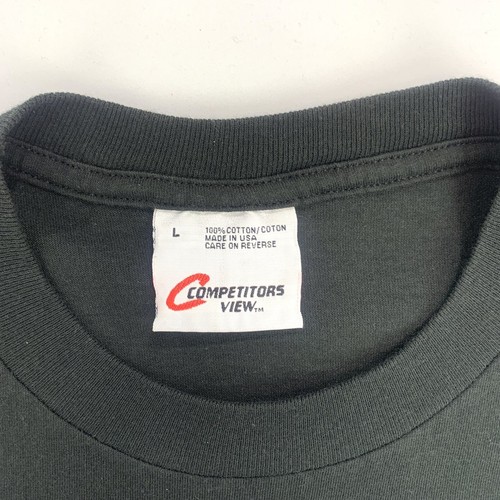 L
100% COTTON/COTON
MADE IN USA
CARE ON REVERSE
COMPETITORS
VIEW™